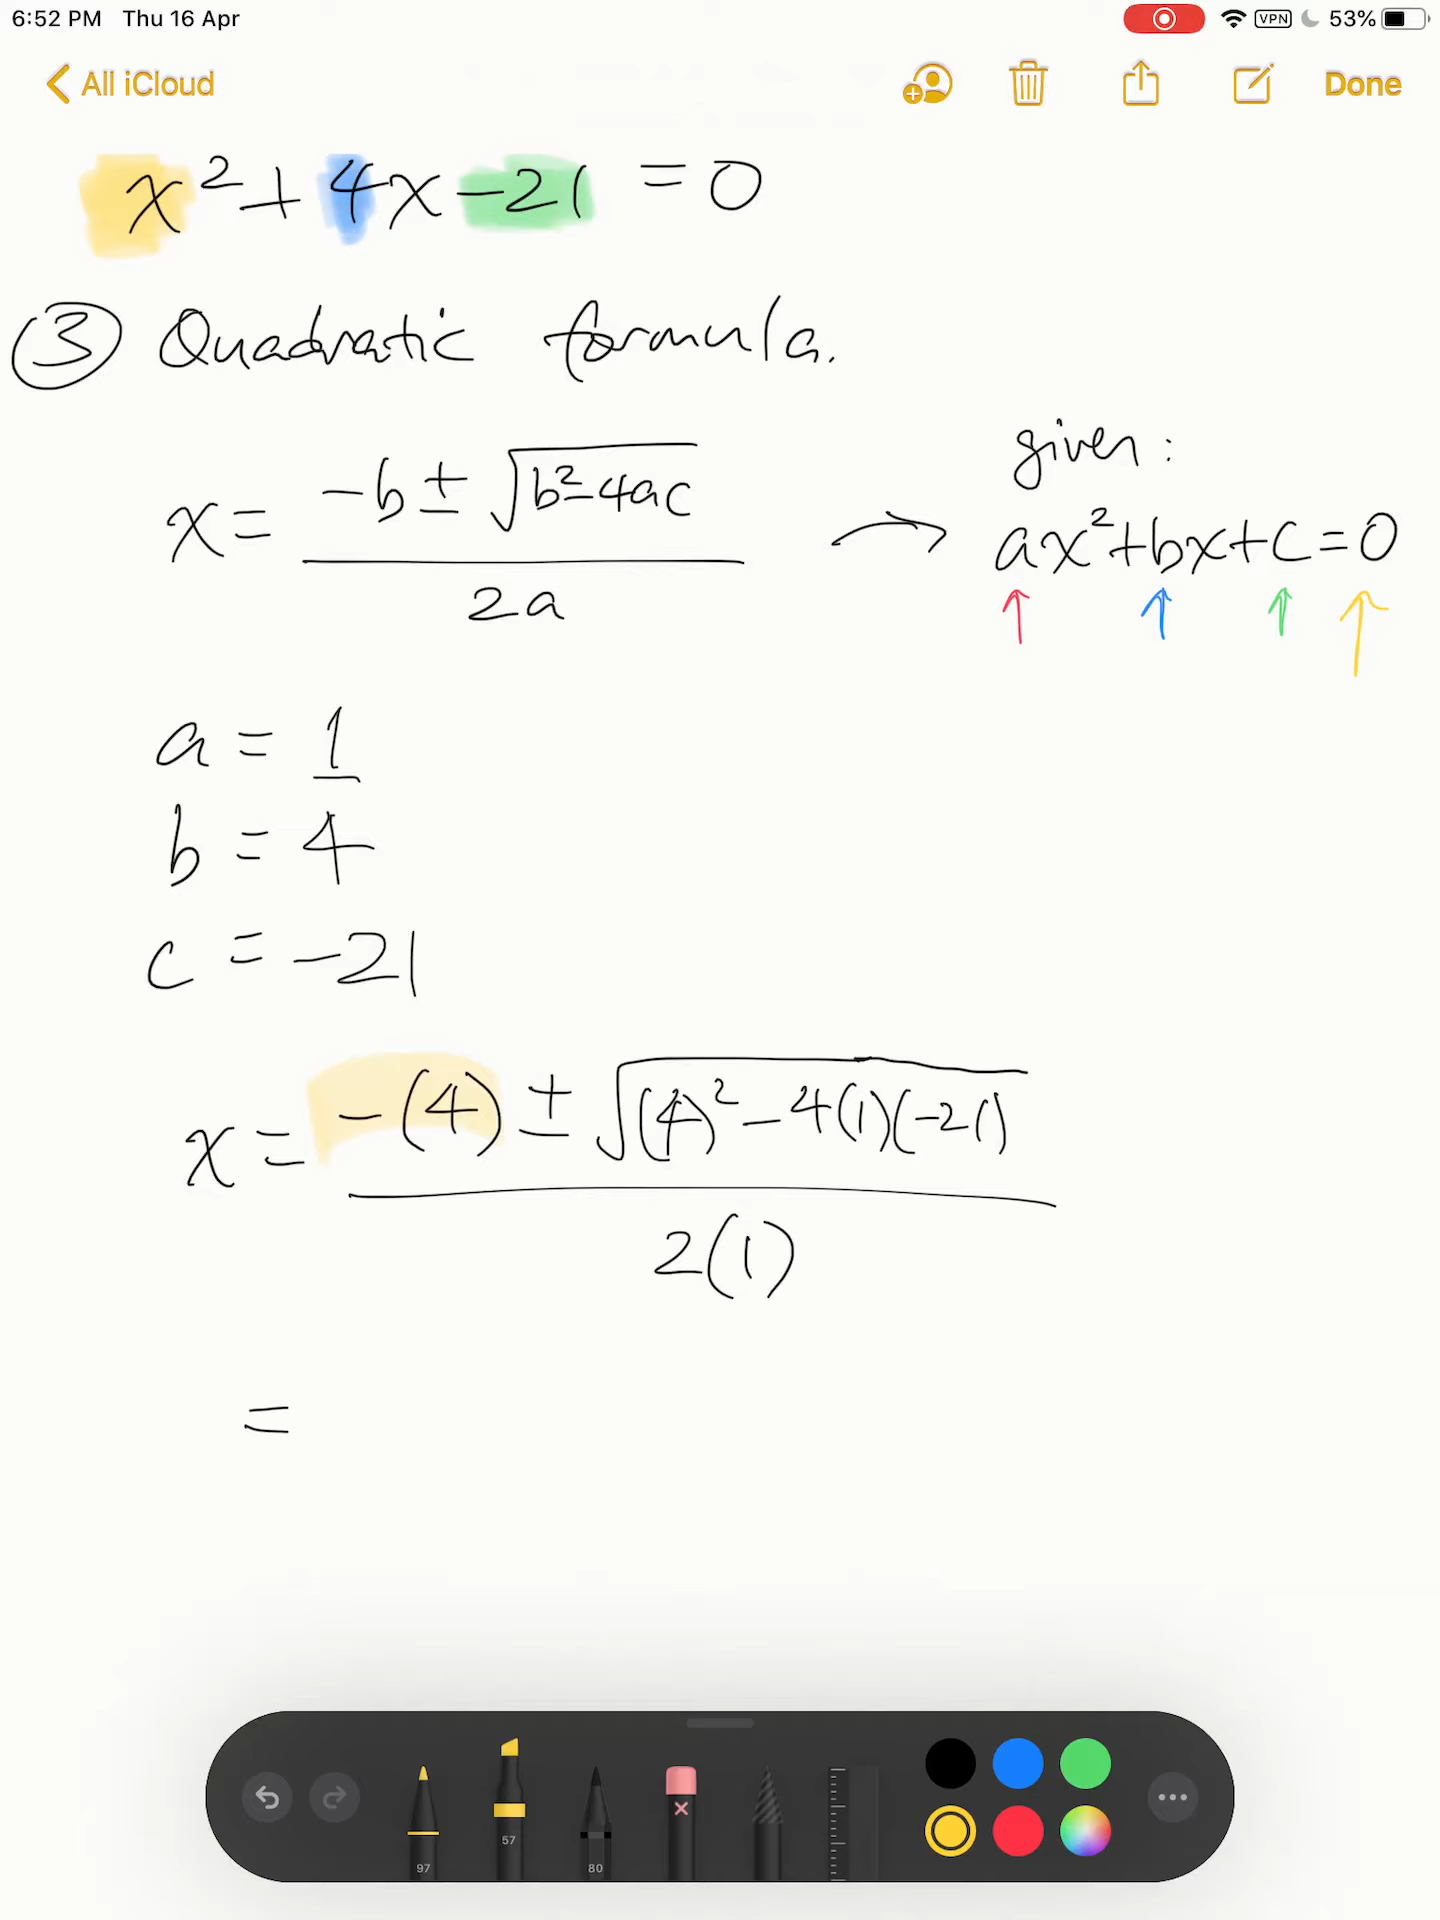 6:52 PM Thu 16 Apr VPN 53%
All iCloud Done
x² + 4x - 21 = 0
③ Quadratic formula.
given:
x = (-b ± √(b² - 4ac)) / 2a → ax² + bx + c = 0
a = 1
b = 4
c = -21
x = (-(4) ± √((4)² - 4(1)(-21)) / 2(1)
=
97 57 80